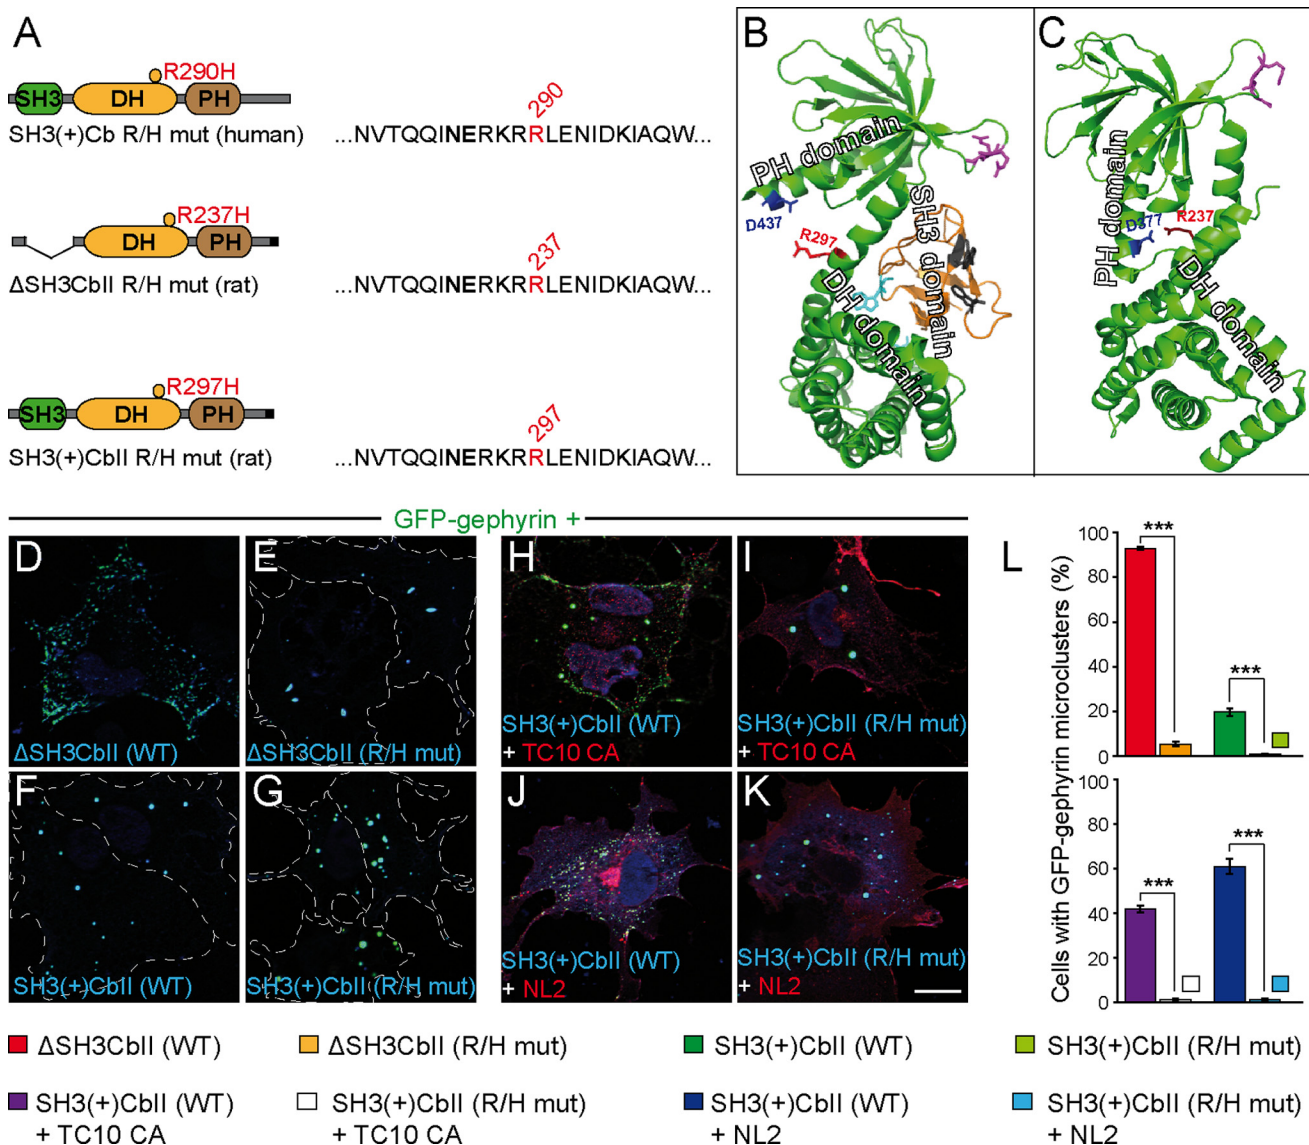 A
R290H
SH3
DH
PH
SH3(+)Cb R/H mut (human)
290
...NVTQQINERKRRLENIDKIAQW...
R237H
DH
PH
ΔSH3CbII R/H mut (rat)
237
...NVTQQINERKRRLENIDKIAQW...
R297H
SH3
DH
PH
SH3(+)CbII R/H mut (rat)
297
...NVTQQINERKRRLENIDKIAQW...
B
PH domain
D437
R297
SH3 domain
DH domain
C
PH domain
D377
R237
DH domain
GFP-gephyrin +
D
ΔSH3CbII (WT)
E
ΔSH3CbII (R/H mut)
F
SH3(+)CbII (WT)
G
SH3(+)CbII (R/H mut)
H
SH3(+)CbII (WT)
+ TC10 CA
I
SH3(+)CbII (R/H mut)
+ TC10 CA
J
SH3(+)CbII (WT)
+ NL2
K
SH3(+)CbII (R/H mut)
+ NL2
L
Cells with GFP-gephyrin microclusters (%)
100
80
60
40
20
0
***
***
100
80
60
40
20
0
***
***
ΔSH3CbII (WT)
ΔSH3CbII (R/H mut)
SH3(+)CbII (WT)
SH3(+)CbII (R/H mut)
SH3(+)CbII (WT)
+ TC10 CA
SH3(+)CbII (R/H mut)
+ TC10 CA
SH3(+)CbII (WT)
+ NL2
SH3(+)CbII (R/H mut)
+ NL2